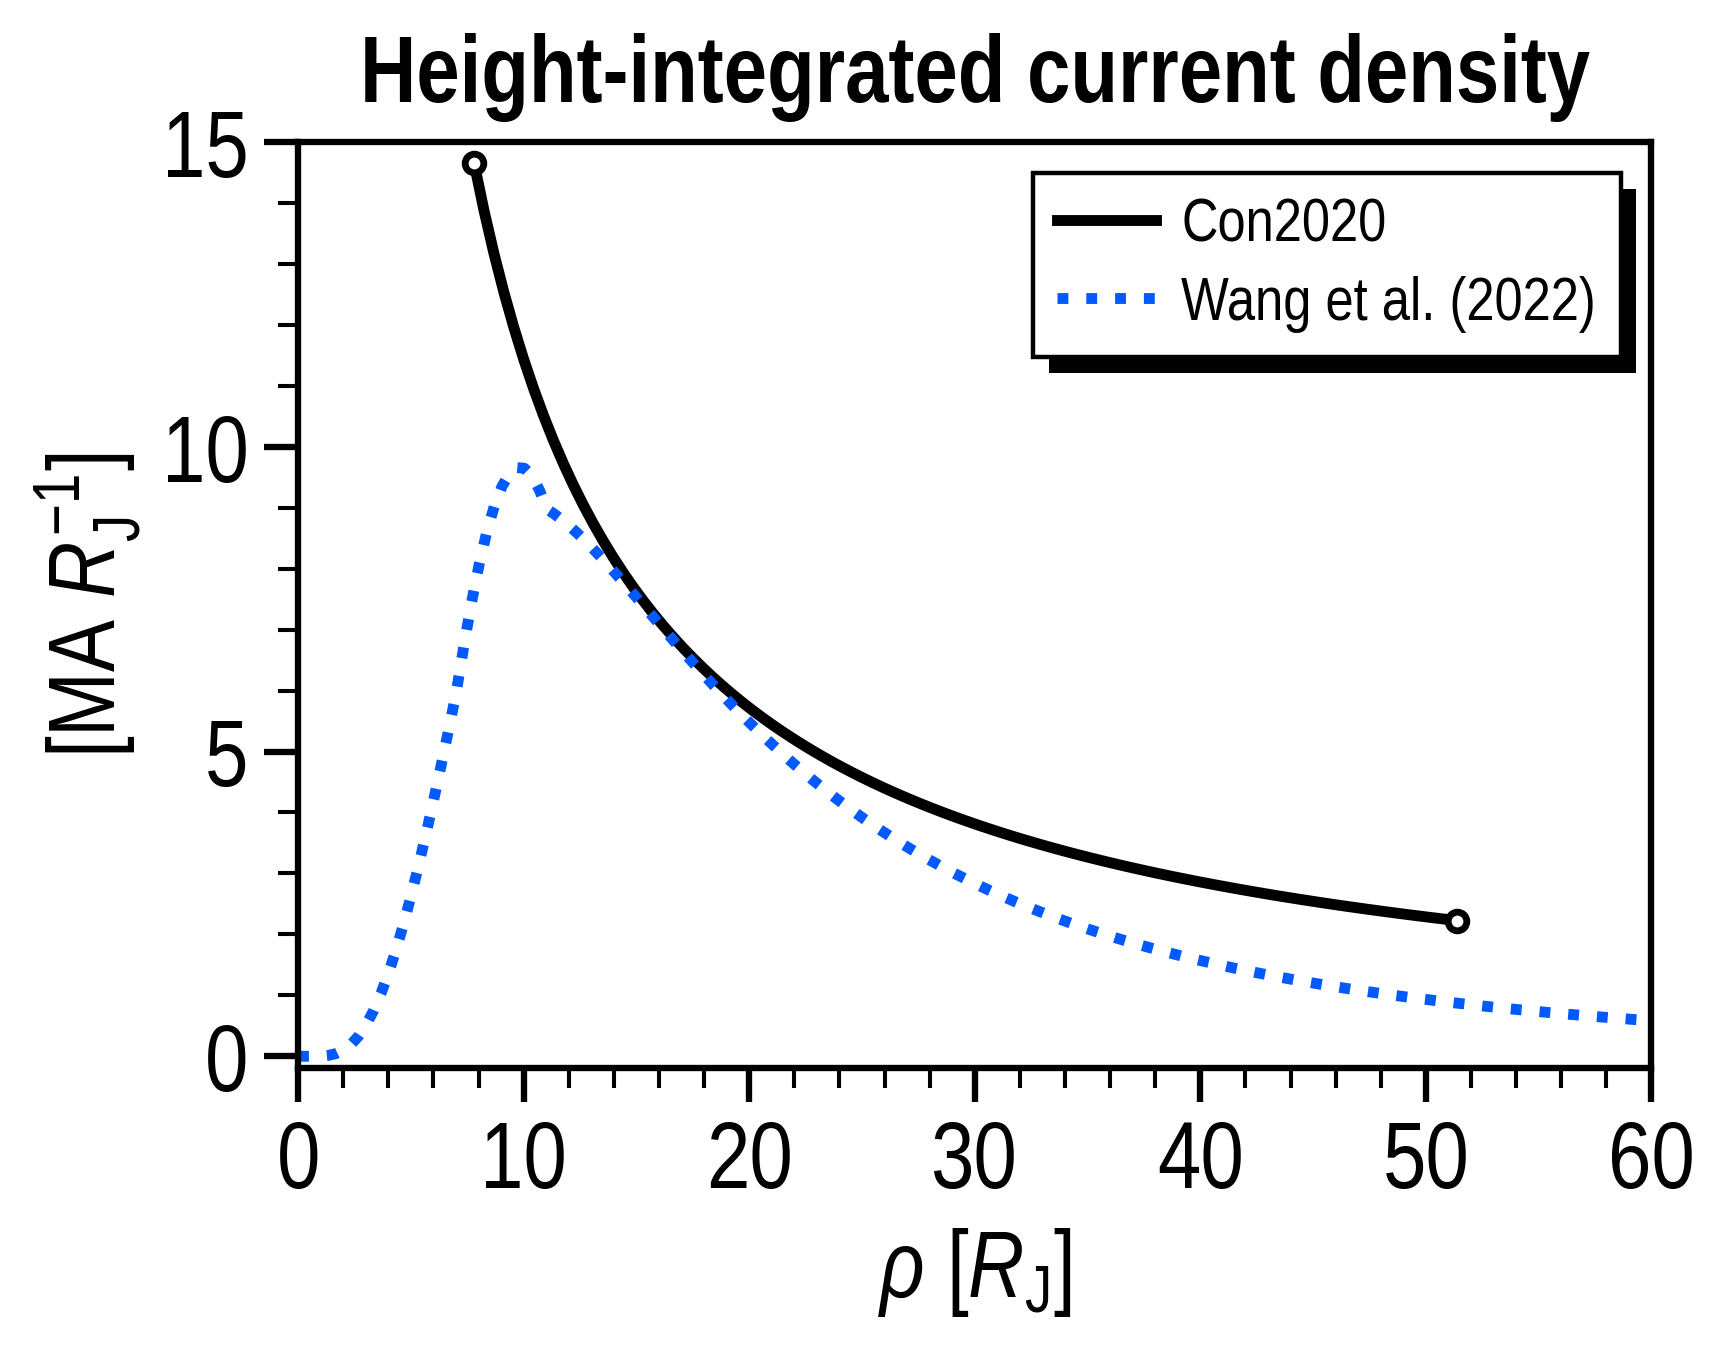 Height-integrated current density
Con2020
Wang et al. (2022)
[MA R_J^−1]
15
10
5
0
0 10 20 30 40 50 60
ρ [R_J]